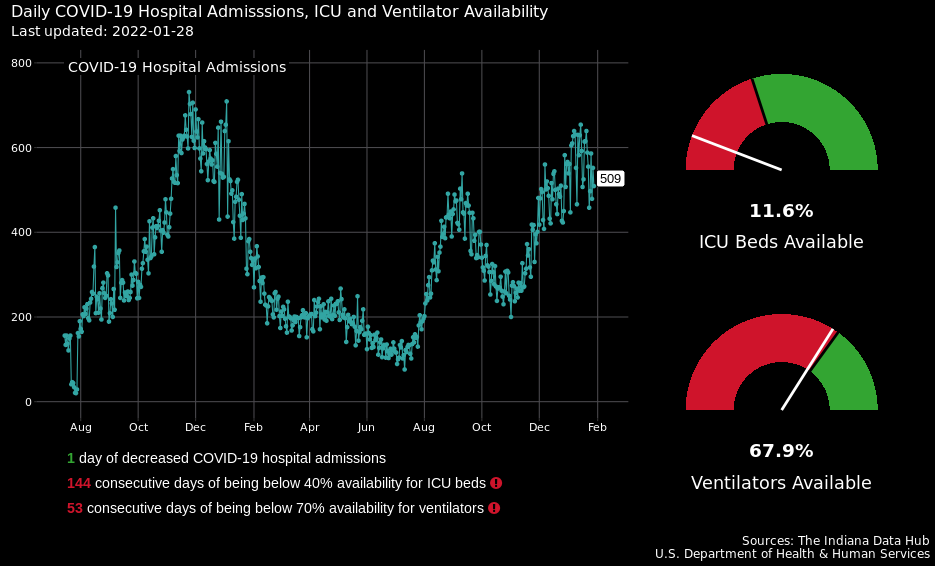 Daily COVID-19 Hospital Admisssions, ICU and Ventilator Availability
Last updated: 2022-01-28
COVID-19 Hospital Admissions
800
600
400
200
0
509
Aug Oct Dec Feb Apr Jun Aug Oct Dec Feb
11.6%
ICU Beds Available
67.9%
Ventilators Available
1 day of decreased COVID-19 hospital admissions
144 consecutive days of being below 40% availability for ICU beds !
53 consecutive days of being below 70% availability for ventilators !
Sources: The Indiana Data Hub
U.S. Department of Health & Human Services